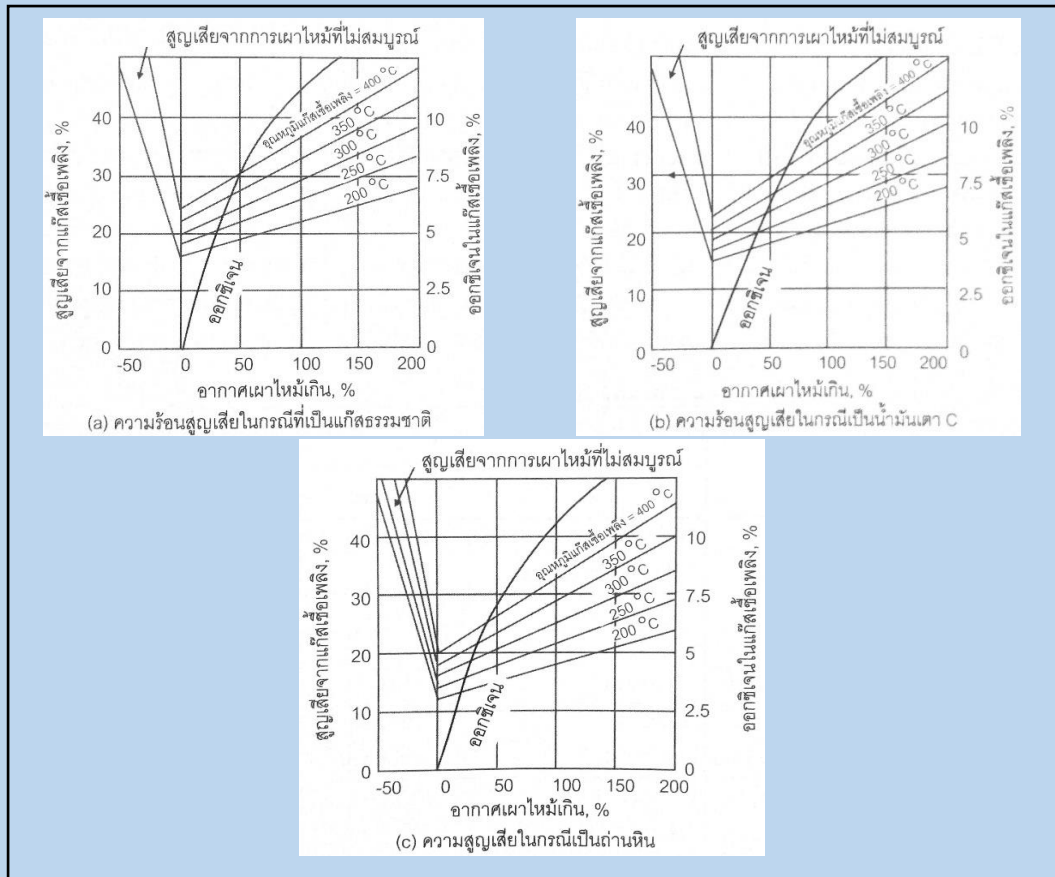 สูญเสียจากการเผาไหม้ที่ไม่สมบูรณ์
สูญเสียจากแก๊สเชื้อเพลิง, %
40
30
20
10
0
อุณหภูมิแก๊สเชื้อเพลิง = 400 °C
350 °C
300 °C
250 °C
200 °C
ออกซิเจน
10
7.5
5
2.5
0
ออกซิเจนในแก๊สเชื้อเพลิง, %
-50 0 50 100 150 200
อากาศเผาไหม้เกิน, %
(a) ความร้อนสูญเสียในกรณีที่เป็นแก๊สธรรมชาติ
สูญเสียจากการเผาไหม้ที่ไม่สมบูรณ์
สูญเสียจากแก๊สเชื้อเพลิง, %
40
30
20
10
0
อุณหภูมิแก๊สเชื้อเพลิง = 400 °C
350 °C
300 °C
250 °C
200 °C
ออกซิเจน
10
7.5
5
2.5
0
ออกซิเจนในแก๊สเชื้อเพลิง, %
-50 0 50 100 150 200
อากาศเผาไหม้เกิน, %
(b) ความร้อนสูญเสียในกรณีเป็นน้ำมันเตา C
สูญเสียจากการเผาไหม้ที่ไม่สมบูรณ์
สูญเสียจากแก๊สเชื้อเพลิง, %
40
30
20
10
0
อุณหภูมิแก๊สเชื้อเพลิง = 400 °C
350 °C
300 °C
250 °C
200 °C
ออกซิเจน
10
7.5
5
2.5
0
ออกซิเจนในแก๊สเชื้อเพลิง, %
-50 0 50 100 150 200
อากาศเผาไหม้เกิน, %
(c) ความสูญเสียในกรณีเป็นถ่านหิน